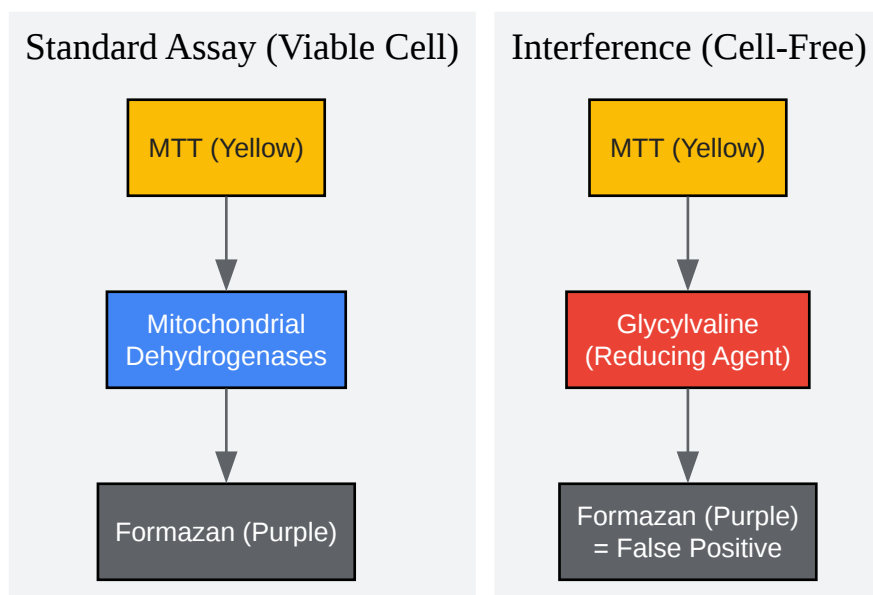 Standard Assay (Viable Cell)
MTT (Yellow)
Mitochondrial
Dehydrogenases
Formazan (Purple)
Interference (Cell-Free)
MTT (Yellow)
Glycylvaline
(Reducing Agent)
Formazan (Purple)
= False Positive